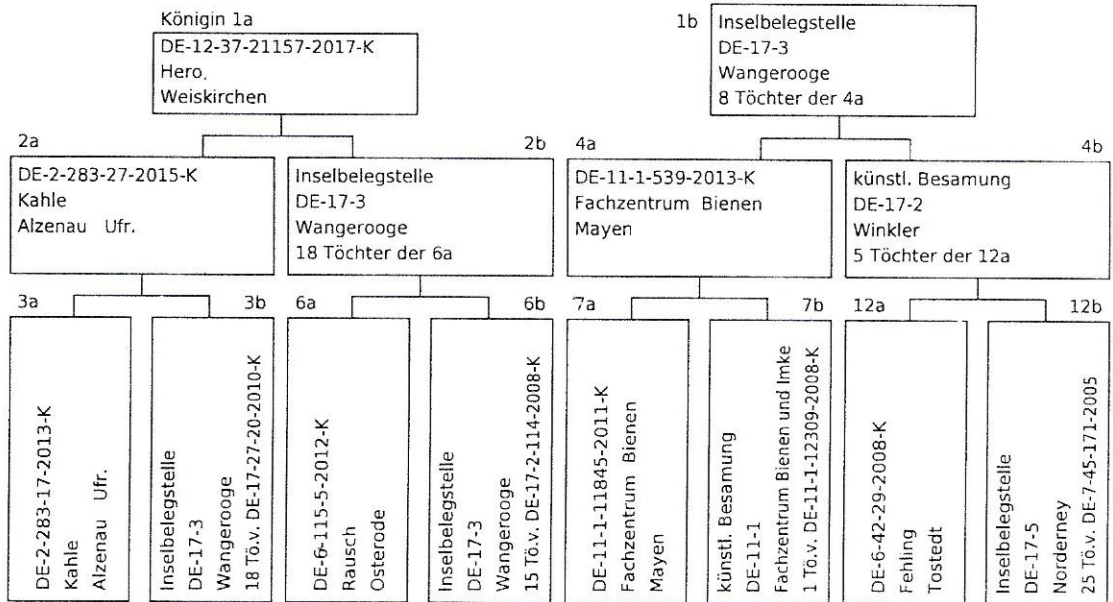 Königin 1a
DE-12-37-21157-2017-K
Hero,
Weiskirchen
1b
Inselbelegstelle
DE-17-3
Wangerooge
8 Töchter der 4a
2a
DE-2-283-27-2015-K
Kahle
Alzenau Ufr.
2b
Inselbelegstelle
DE-17-3
Wangerooge
18 Töchter der 6a
4a
DE-11-1-539-2013-K
Fachzentrum Bienen
Mayen
4b
künstl. Besamung
DE-17-2
Winkler
5 Töchter der 12a
3a
DE-2-283-17-2013-K
Kahle
Alzenau Ufr.
3b
Inselbelegstelle
DE-17-3
Wangerooge
18 Tö.v. DE-17-27-20-2010-K
6a
DE-6-115-5-2012-K
Rausch
Osterode
6b
Inselbelegstelle
DE-17-3
Wangerooge
15 Tö.v. DE-17-2-114-2008-K
7a
DE-11-1-11845-2011-K
Fachzentrum Bienen
Mayen
7b
künstl. Besamung
DE-11-1
Fachzentrum Bienen und Imke
1 Tö.v. DE-11-1-12309-2008-K
12a
DE-6-42-29-2008-K
Fehling
Tostedt
12b
Inselbelegstelle
DE-17-5
Norderney
25 Tö.v. DE-7-45-171-2005